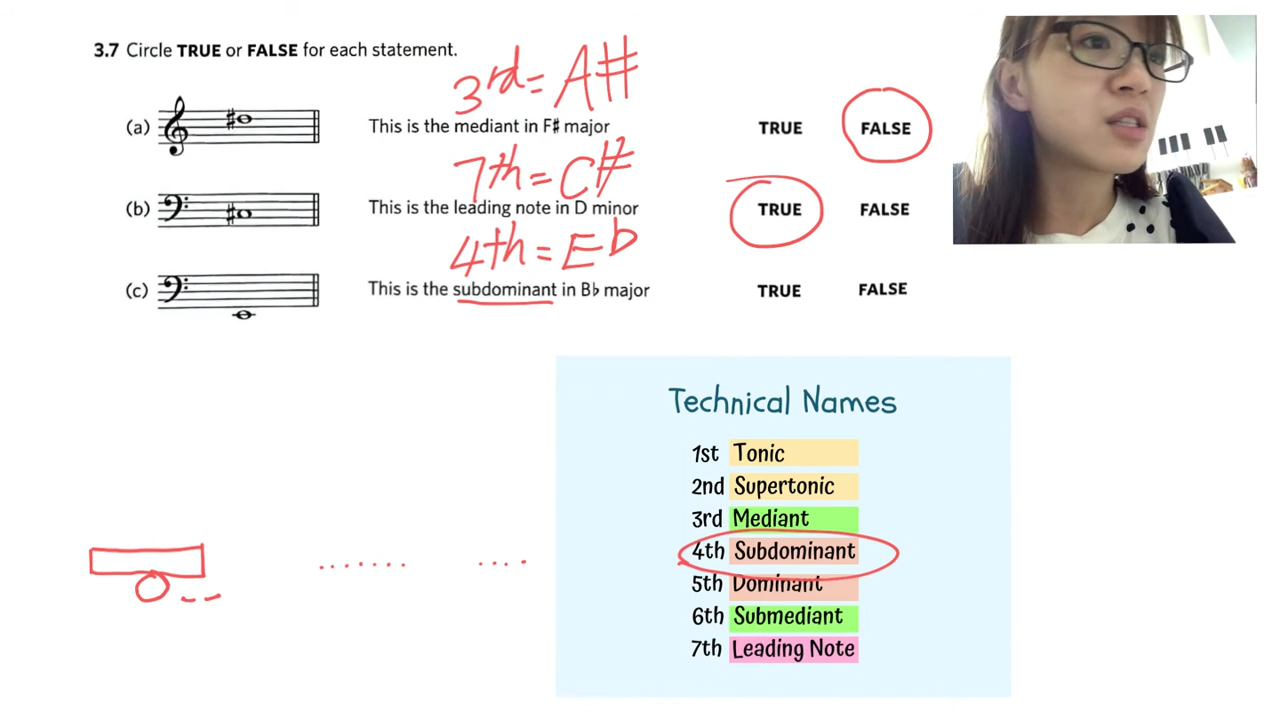 3.7 Circle TRUE or FALSE for each statement.
3rd = A#
(a) This is the mediant in F♯ major TRUE FALSE
7th = C#
(b) This is the leading note in D minor TRUE FALSE
4th = Eb
(c) This is the subdominant in B♭ major TRUE FALSE
Technical Names
1st Tonic
2nd Supertonic
3rd Mediant
4th Subdominant
5th Dominant
6th Submediant
7th Leading Note